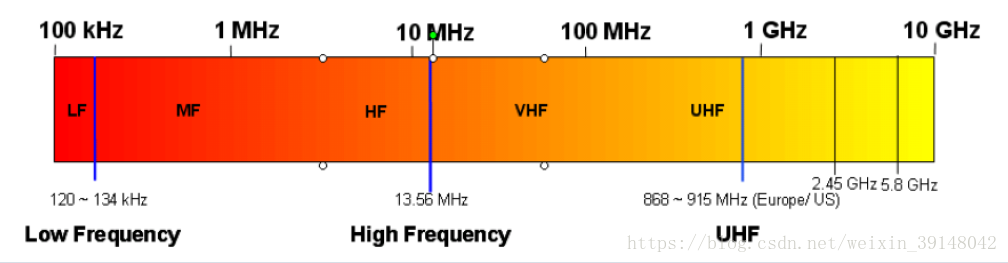 100 kHz 1 MHz 10 MHz 100 MHz 1 GHz 10 GHz
LF MF HF VHF UHF
120 ~ 134 kHz 13.56 MHz 868 ~ 915 MHz (Europe/ US) 2.45 GHz 5.8 GHz
Low Frequency High Frequency UHF
https://blog.csdn.net/weixin_39148042